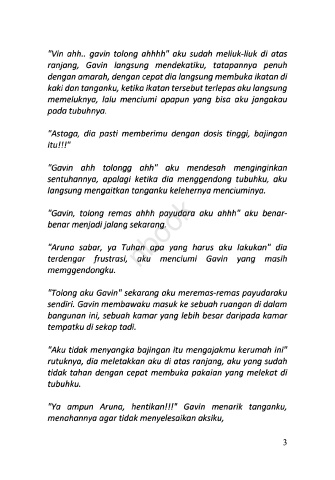 "Vin ahh.. gavin tolong ahhhh" aku sudah meliuk-liuk di atas
ranjang, Gavin langsung mendekatiku, tatapannya penuh
dengan amarah, dengan cepat dia langsung membuka ikatan di
kaki dan tanganku, ketika ikatan tersebut terlepas aku langsung
memeluknya, lalu menciumi apapun yang bisa aku jangkau
pada tubuhnya.
"Astaga, dia pasti memberimu dengan dosis tinggi, bajingan
itu!!!"
"Gavin ahh tolongg ahh" aku mendesah menginginkan
sentuhannya, apalagi ketika dia menggendong tubuhku, aku
langsung mengaitkan tanganku kelehernya menciuminya.
"Gavin, tolong remas ahhh payudara aku ahhh" aku benar-
benar menjadi jalang sekarang.
"Aruna sabar, ya Tuhan apa yang harus aku lakukan" dia
terdengar frustrasi, aku menciumi Gavin yang masih
memggendongku.
"Tolong aku Gavin" sekarang aku meremas-remas payudaraku
sendiri. Gavin membawaku masuk ke sebuah ruangan di dalam
bangunan ini, sebuah kamar yang lebih besar daripada kamar
tempatku di sekap tadi.
"Aku tidak menyangka bajingan itu mengajakmu kerumah ini"
rutuknya, dia meletakkan aku di atas ranjang, aku yang sudah
tidak tahan dengan cepat membuka pakaian yang melekat di
tubuhku.
"Ya ampun Aruna, hentikan!!!" Gavin menarik tanganku,
menahannya agar tidak menyelesaikan aksiku,
3